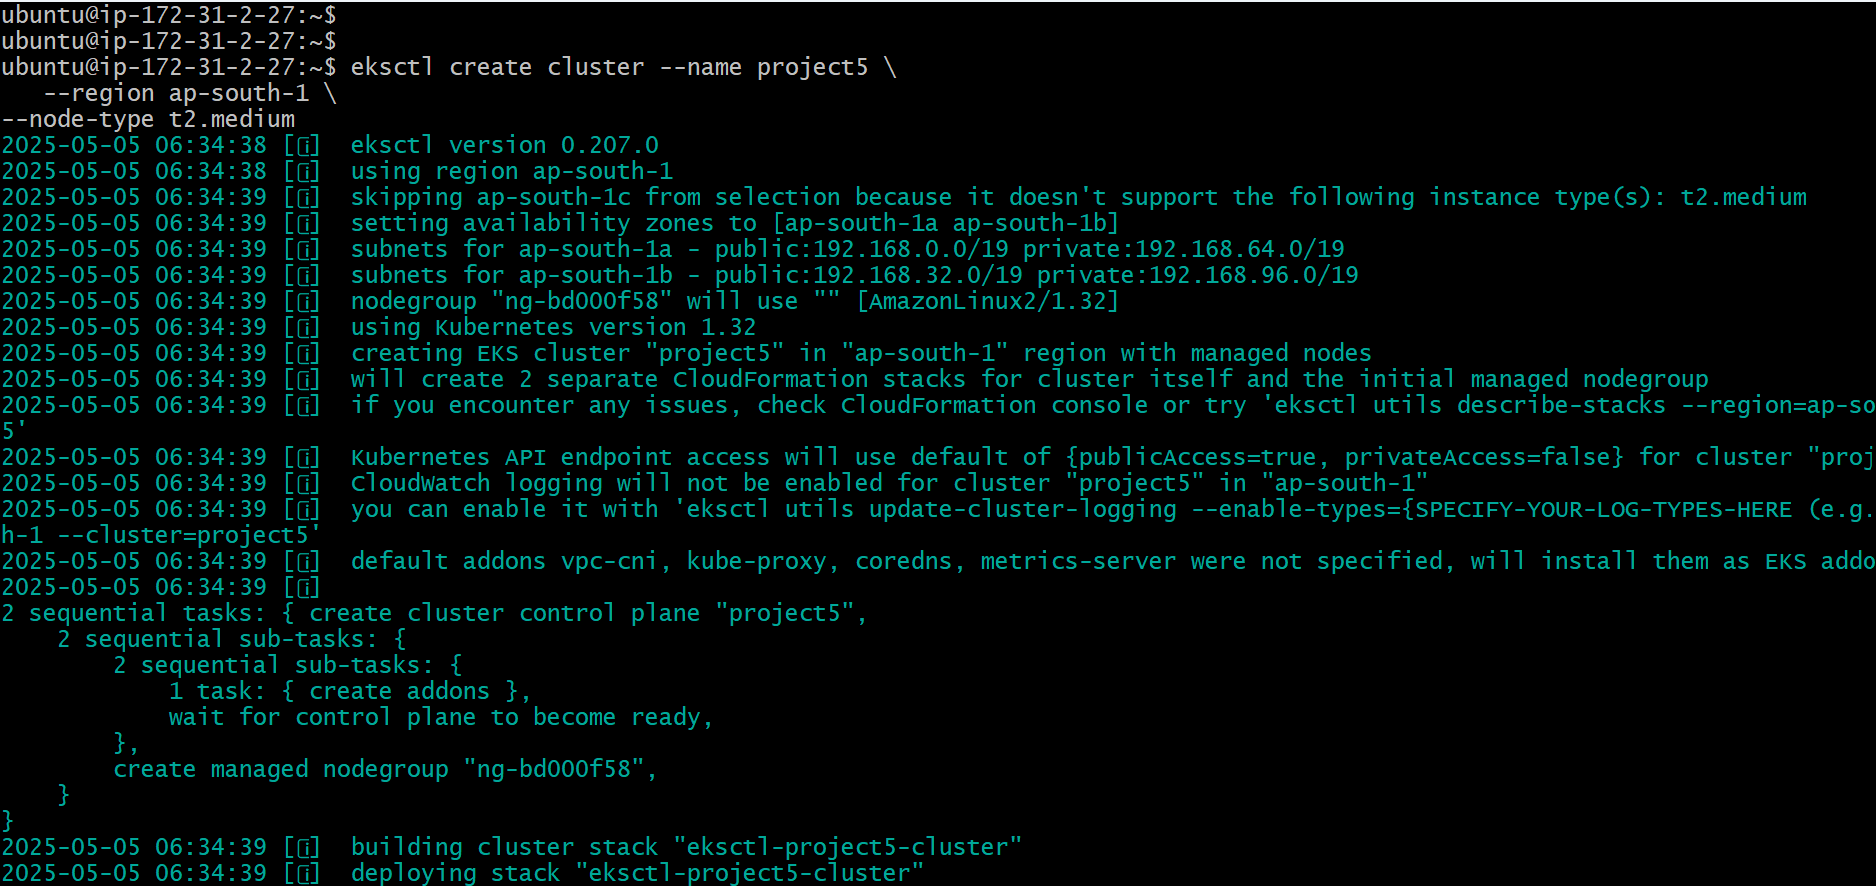 ubuntu@ip-172-31-2-27:~$
ubuntu@ip-172-31-2-27:~$
ubuntu@ip-172-31-2-27:~$ eksctl create cluster --name project5 \
   --region ap-south-1 \
--node-type t2.medium
2025-05-05 06:34:38 [ℹ]  eksctl version 0.207.0
2025-05-05 06:34:38 [ℹ]  using region ap-south-1
2025-05-05 06:34:39 [ℹ]  skipping ap-south-1c from selection because it doesn't support the following instance type(s): t2.medium
2025-05-05 06:34:39 [ℹ]  setting availability zones to [ap-south-1a ap-south-1b]
2025-05-05 06:34:39 [ℹ]  subnets for ap-south-1a - public:192.168.0.0/19 private:192.168.64.0/19
2025-05-05 06:34:39 [ℹ]  subnets for ap-south-1b - public:192.168.32.0/19 private:192.168.96.0/19
2025-05-05 06:34:39 [ℹ]  nodegroup "ng-bd000f58" will use "" [AmazonLinux2/1.32]
2025-05-05 06:34:39 [ℹ]  using Kubernetes version 1.32
2025-05-05 06:34:39 [ℹ]  creating EKS cluster "project5" in "ap-south-1" region with managed nodes
2025-05-05 06:34:39 [ℹ]  will create 2 separate CloudFormation stacks for cluster itself and the initial managed nodegroup
2025-05-05 06:34:39 [ℹ]  if you encounter any issues, check CloudFormation console or try 'eksctl utils describe-stacks --region=ap-so
5'
2025-05-05 06:34:39 [ℹ]  Kubernetes API endpoint access will use default of {publicAccess=true, privateAccess=false} for cluster "proj
2025-05-05 06:34:39 [ℹ]  CloudWatch logging will not be enabled for cluster "project5" in "ap-south-1"
2025-05-05 06:34:39 [ℹ]  you can enable it with 'eksctl utils update-cluster-logging --enable-types={SPECIFY-YOUR-LOG-TYPES-HERE (e.g.
h-1 --cluster=project5'
2025-05-05 06:34:39 [ℹ]  default addons vpc-cni, kube-proxy, coredns, metrics-server were not specified, will install them as EKS addo
2025-05-05 06:34:39 [ℹ]
2 sequential tasks: { create cluster control plane "project5",
    2 sequential sub-tasks: {
        2 sequential sub-tasks: {
            1 task: { create addons },
            wait for control plane to become ready,
        },
        create managed nodegroup "ng-bd000f58",
    }
}
2025-05-05 06:34:39 [ℹ]  building cluster stack "eksctl-project5-cluster"
2025-05-05 06:34:39 [ℹ]  deploying stack "eksctl-project5-cluster"